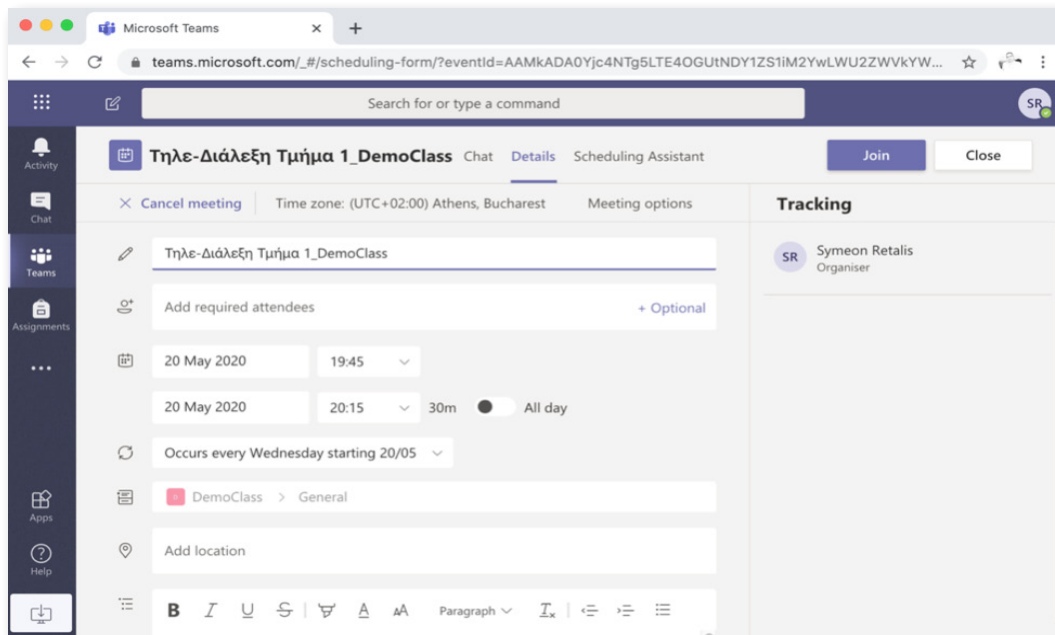 Microsoft Teams
teams.microsoft.com/_#/scheduling-form/?eventId=AAMkADA0Yjc4NTg5LTE4OGUtNDY1ZS1iM2YwLWU2ZWVkYW...
Search for or type a command
SR
Activity
Chat
Teams
Assignments
Apps
Help
Τηλε-Διάλεξη Τμήμα 1_DemoClass Chat Details Scheduling Assistant
Join Close
Cancel meeting Time zone: (UTC+02:00) Athens, Bucharest Meeting options
Τηλε-Διάλεξη Τμήμα 1_DemoClass
Add required attendees + Optional
20 May 2020 19:45
20 May 2020 20:15 30m All day
Occurs every Wednesday starting 20/05
D DemoClass > General
Add location
B I U S A AA Paragraph Ix
Tracking
SR Symeon Retalis
Organiser